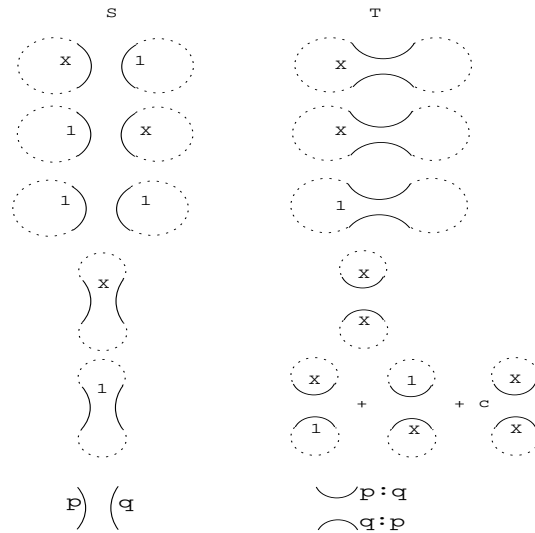 S T
x 1 x
1 x x
1 1 1
x x
x
1 x 1 x
+ + c
1 x x
p q p:q
q:p